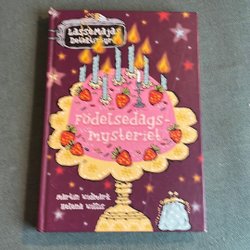 LasseMajas
Detektivbyrå
Födelsedags-
mysteriet
Martin Widmark
Helena Willis